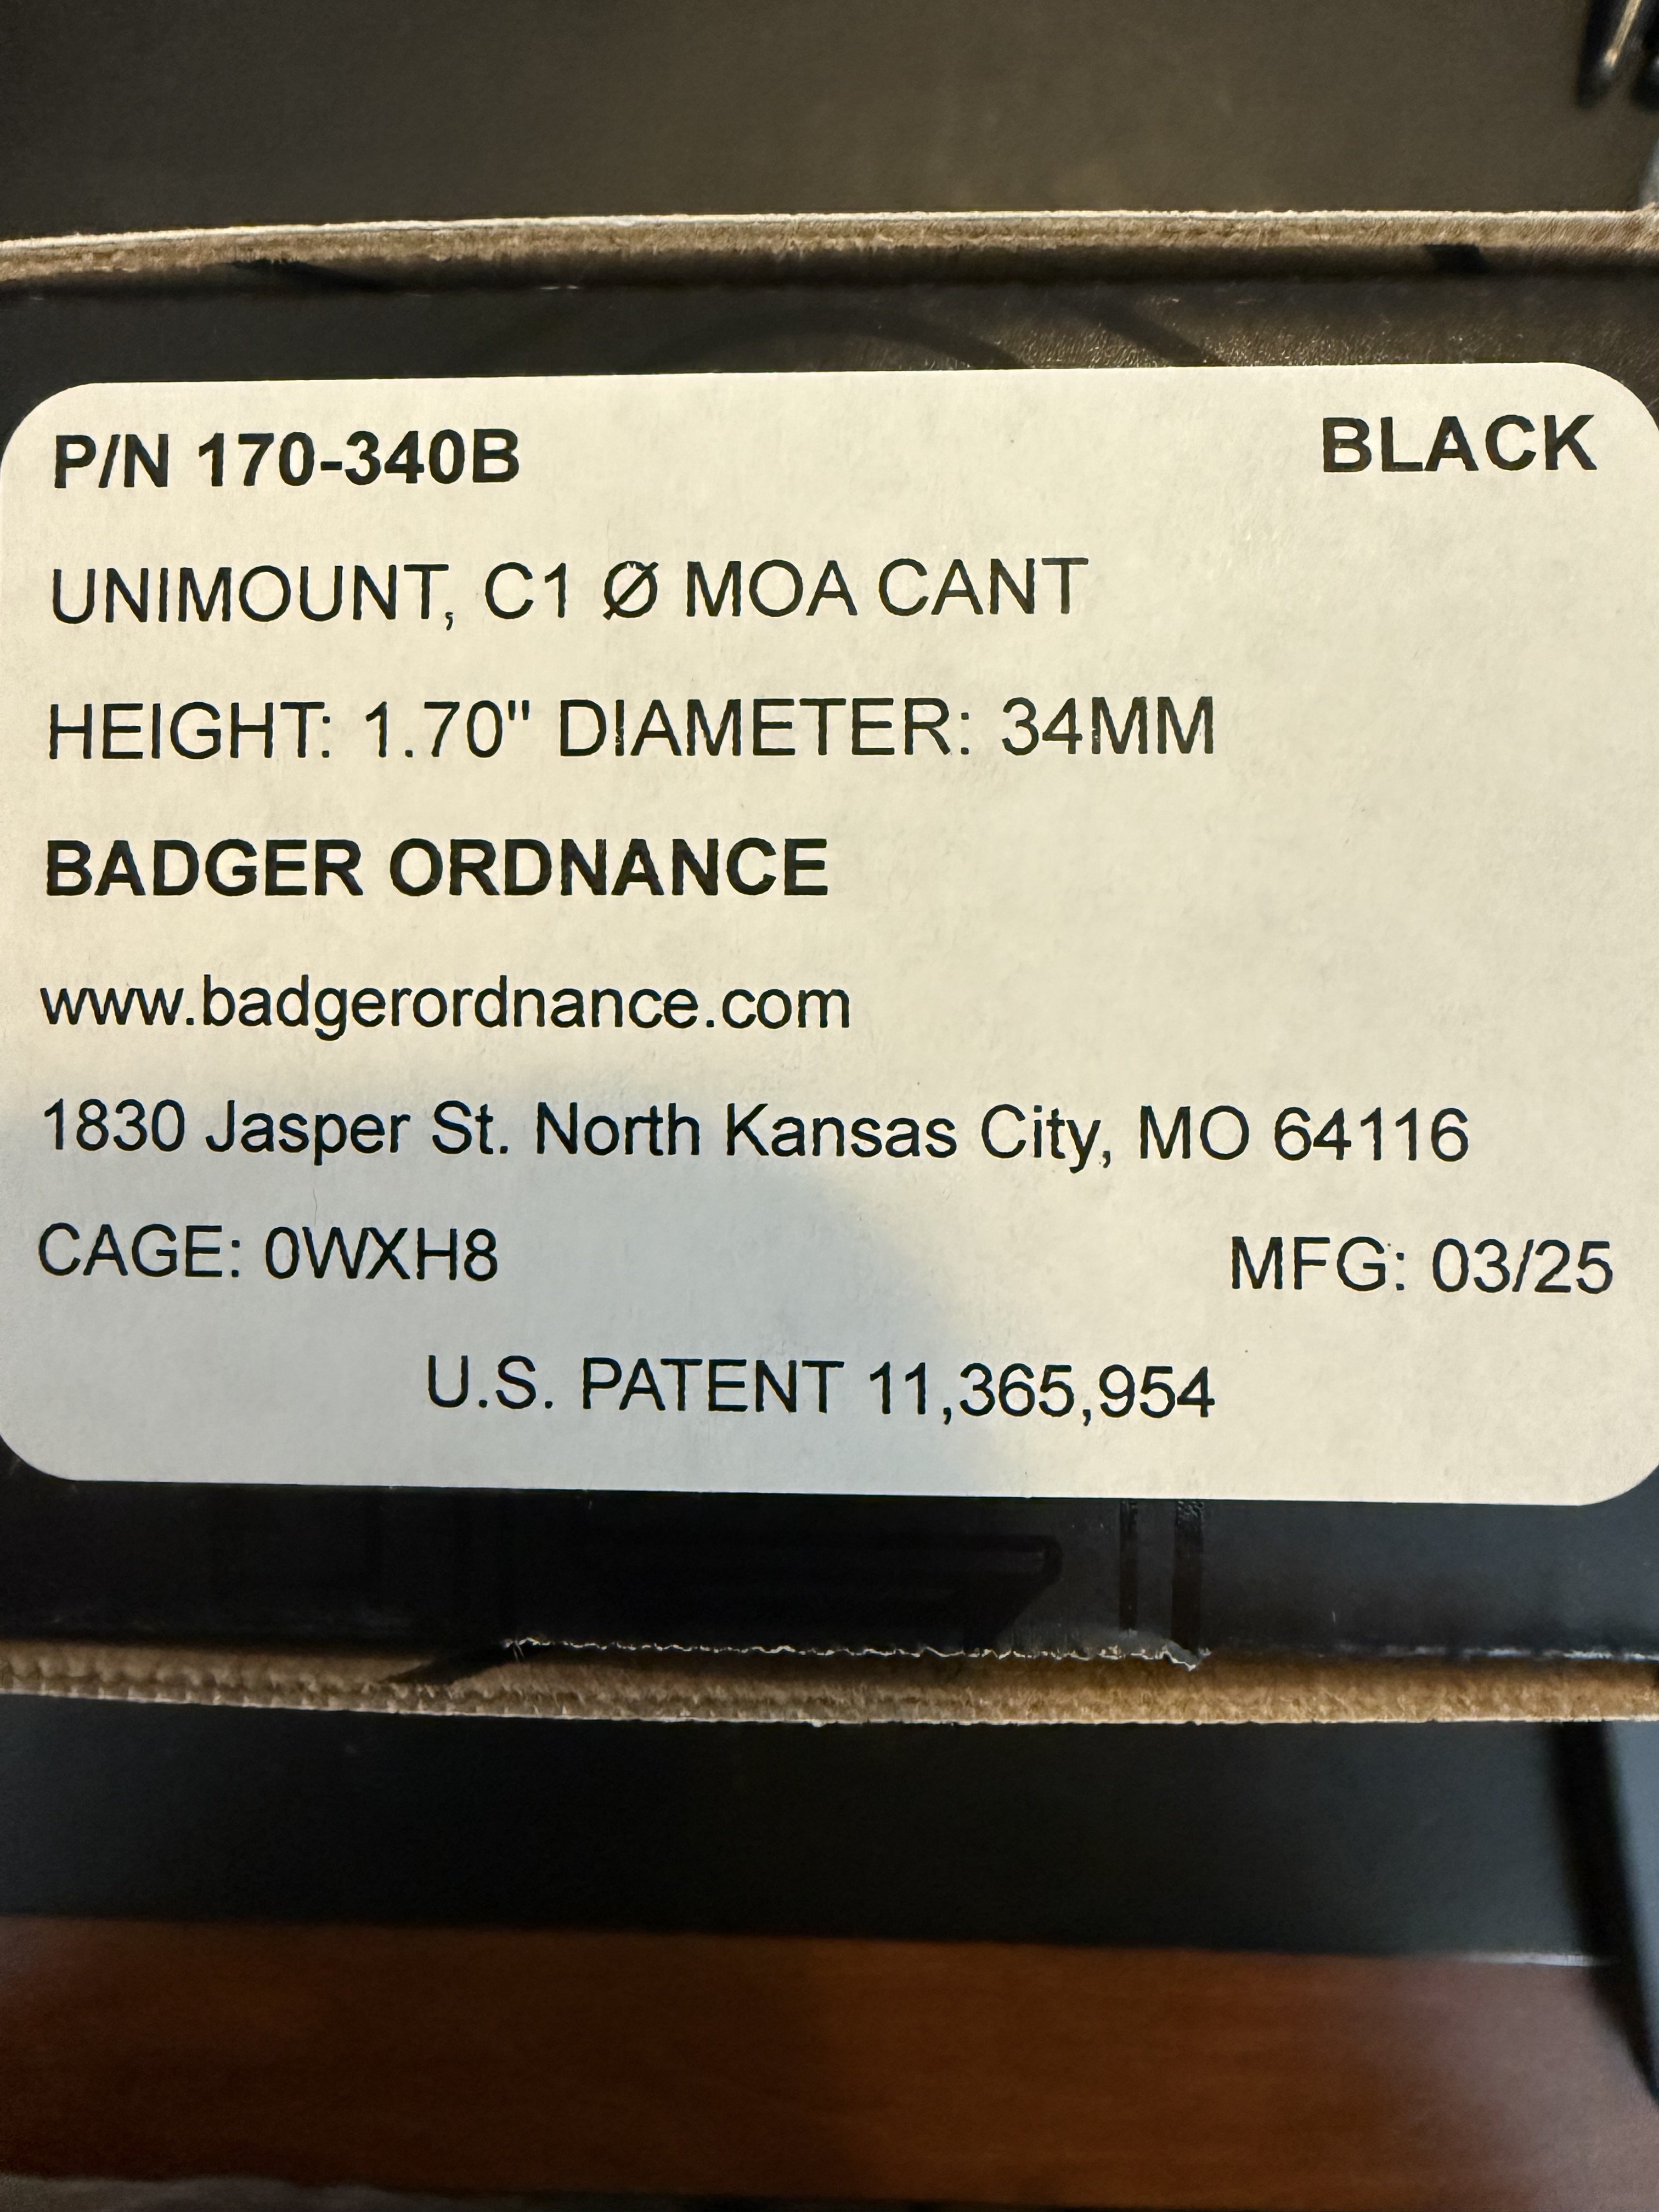 P/N 170-340B BLACK
UNIMOUNT, C1 Ø MOA CANT
HEIGHT: 1.70" DIAMETER: 34MM
BADGER ORDNANCE
www.badgerordnance.com
1830 Jasper St. North Kansas City, MO 64116
CAGE: 0WXH8 MFG: 03/25
U.S. PATENT 11,365,954